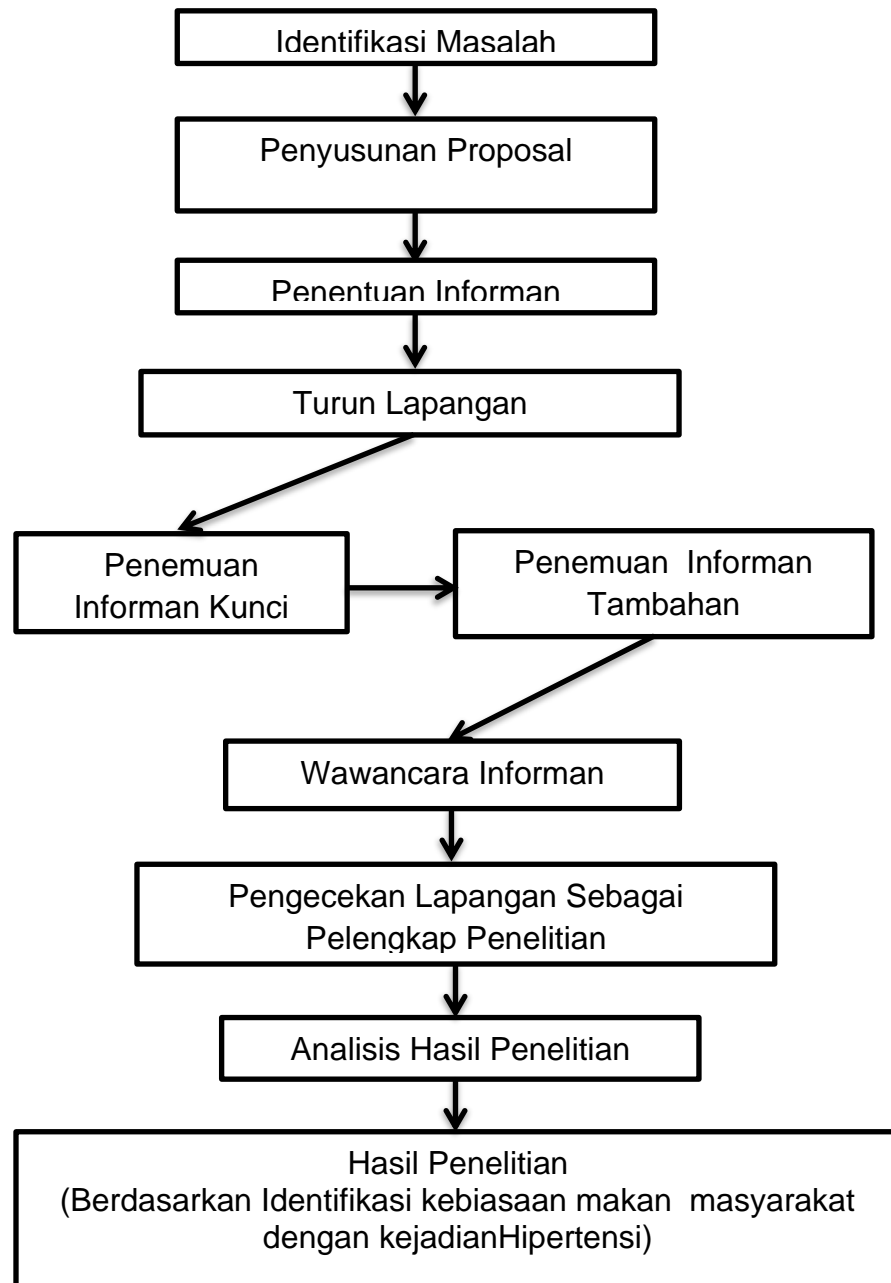 Identifikasi Masalah
Penyusunan Proposal
Penentuan Informan
Turun Lapangan
Penemuan
Informan Kunci
Penemuan Informan
Tambahan
Wawancara Informan
Pengecekan Lapangan Sebagai
Pelengkap Penelitian
Analisis Hasil Penelitian
Hasil Penelitian
(Berdasarkan Identifikasi kebiasaan makan masyarakat
dengan kejadianHipertensi)